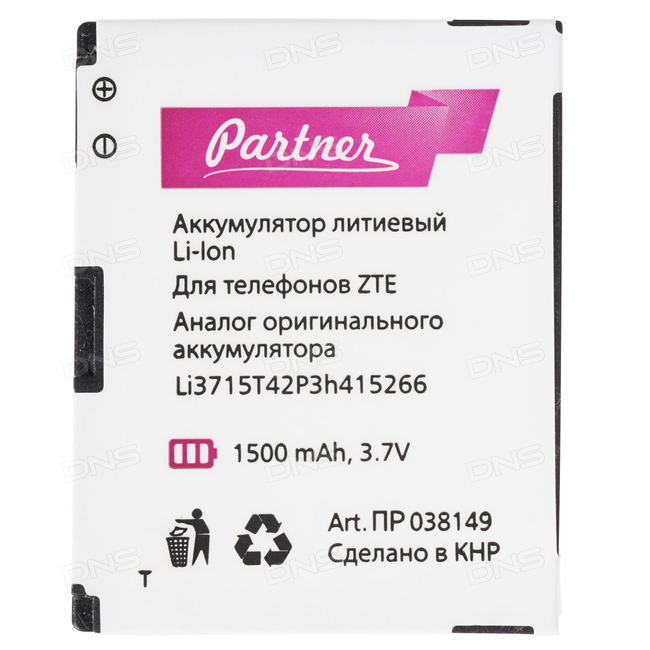 Partner
Аккумулятор литиевый
Li-Ion
Для телефонов ZTE
Аналог оригинального
аккумулятора
Li3715T42P3h415266
1500 mAh, 3.7V
Art. ПР 038149
Сделано в КНР
T
DNS